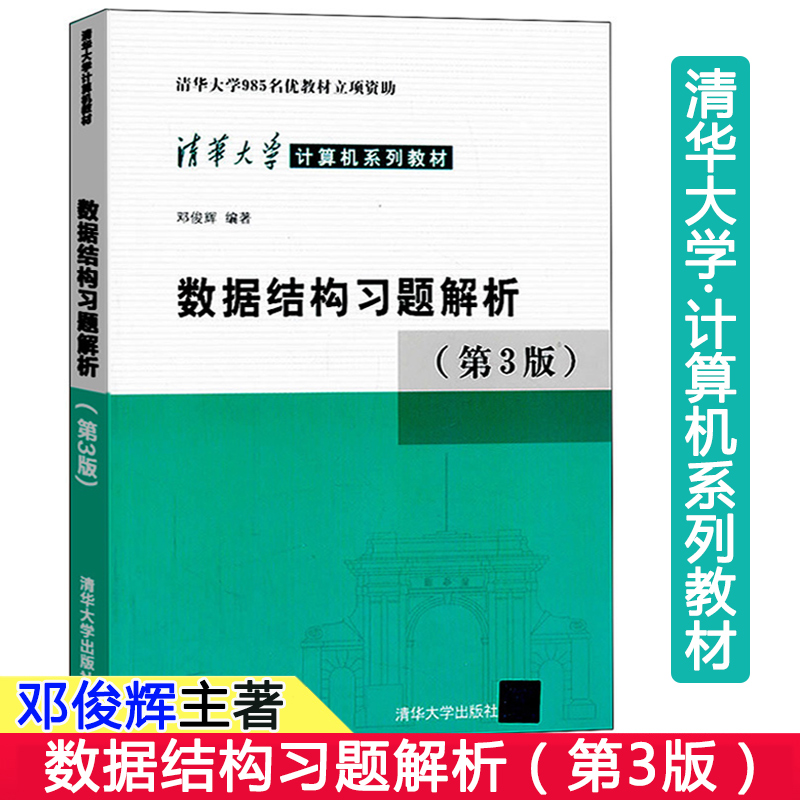 清华大学计算机系列教材
数据结构习题解析
(第3版)
清华大学出版社
清华大学985名优教材立项资助
清華大学 计算机系列教材
邓俊辉 编著
数据结构习题解析
(第3版)
清华大学出版社
清华大学·计算机系列教材
邓俊辉主著
数据结构习题解析(第3版)